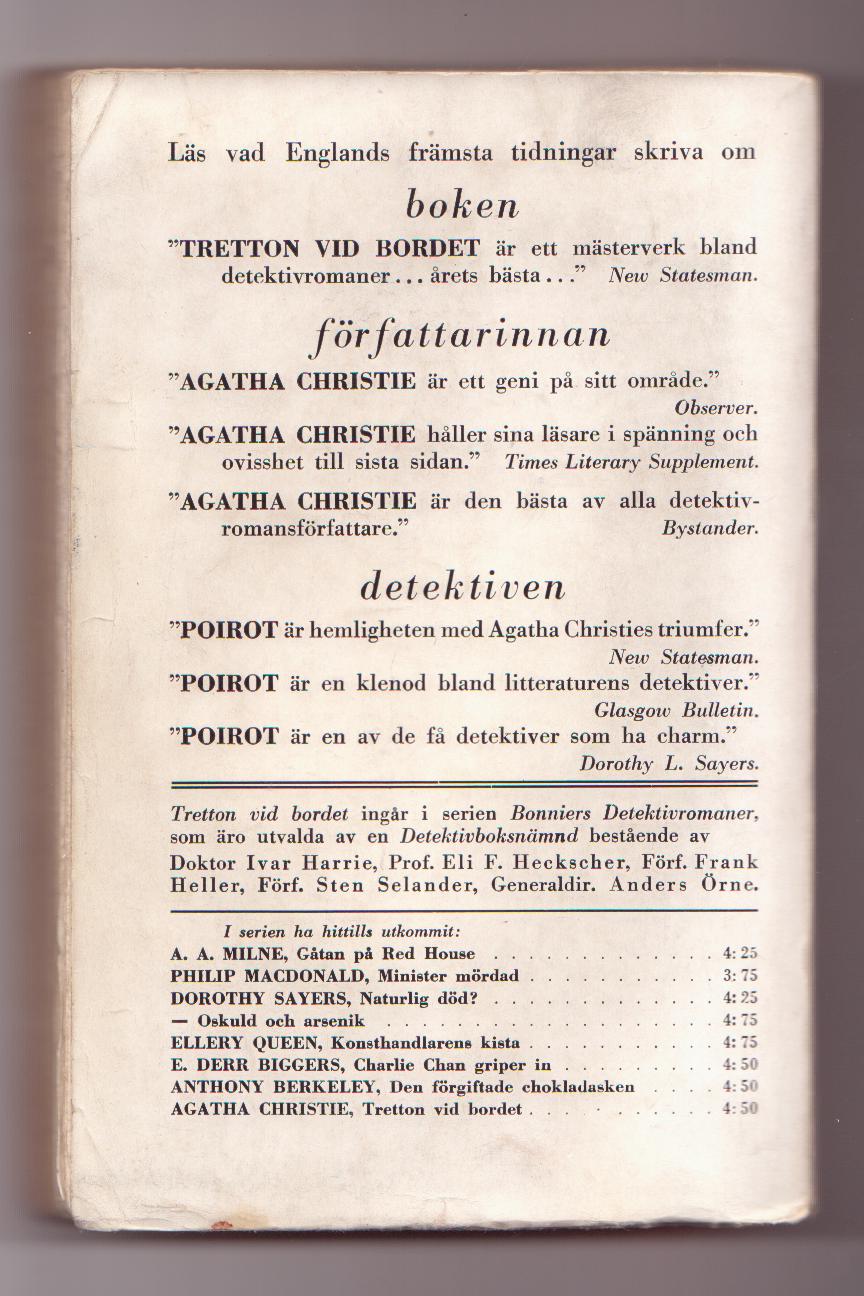 Läs vad Englands främsta tidningar skriva om
boken
”TRETTON VID BORDET är ett mästerverk bland
detektivromaner... årets bästa...” New Statesman.
författarinnan
”AGATHA CHRISTIE är ett geni på sitt område.”
Observer.
”AGATHA CHRISTIE håller sina läsare i spänning och
ovisshet till sista sidan.” Times Literary Supplement.
”AGATHA CHRISTIE är den bästa av alla detektiv-
romansförfattare.” Bystander.
detektiven
”POIROT är hemligheten med Agatha Christies triumfer.”
New Statesman.
”POIROT är en klenod bland litteraturens detektiver.”
Glasgow Bulletin.
”POIROT är en av de få detektiver som ha charm.”
Dorothy L. Sayers.
Tretton vid bordet ingår i serien Bonniers Detektivromaner,
som äro utvalda av en Detektivboksnämnd bestående av
Doktor Ivar Harrie, Prof. Eli F. Heckscher, Förf. Frank
Heller, Förf. Sten Selander, Generaldir. Anders Örne.
I serien ha hittills utkommit:
A. A. MILNE, Gåtan på Red House . . . . . . . . . . . . . 4: 25
PHILIP MACDONALD, Minister mördad . . . . . . . . . . . 3: 75
DOROTHY SAYERS, Naturlig död? . . . . . . . . . . . . . 4: 25
— Oskuld och arsenik . . . . . . . . . . . . . . . . . . . 4: 75
ELLERY QUEEN, Konsthandlarens kista . . . . . . . . . . . 4: 75
E. DERR BIGGERS, Charlie Chan griper in . . . . . . . . . 4: 50
ANTHONY BERKELEY, Den förgiftade chokladasken . . . . 4: 50
AGATHA CHRISTIE, Tretton vid bordet . . . . . . . . . . . 4: 50